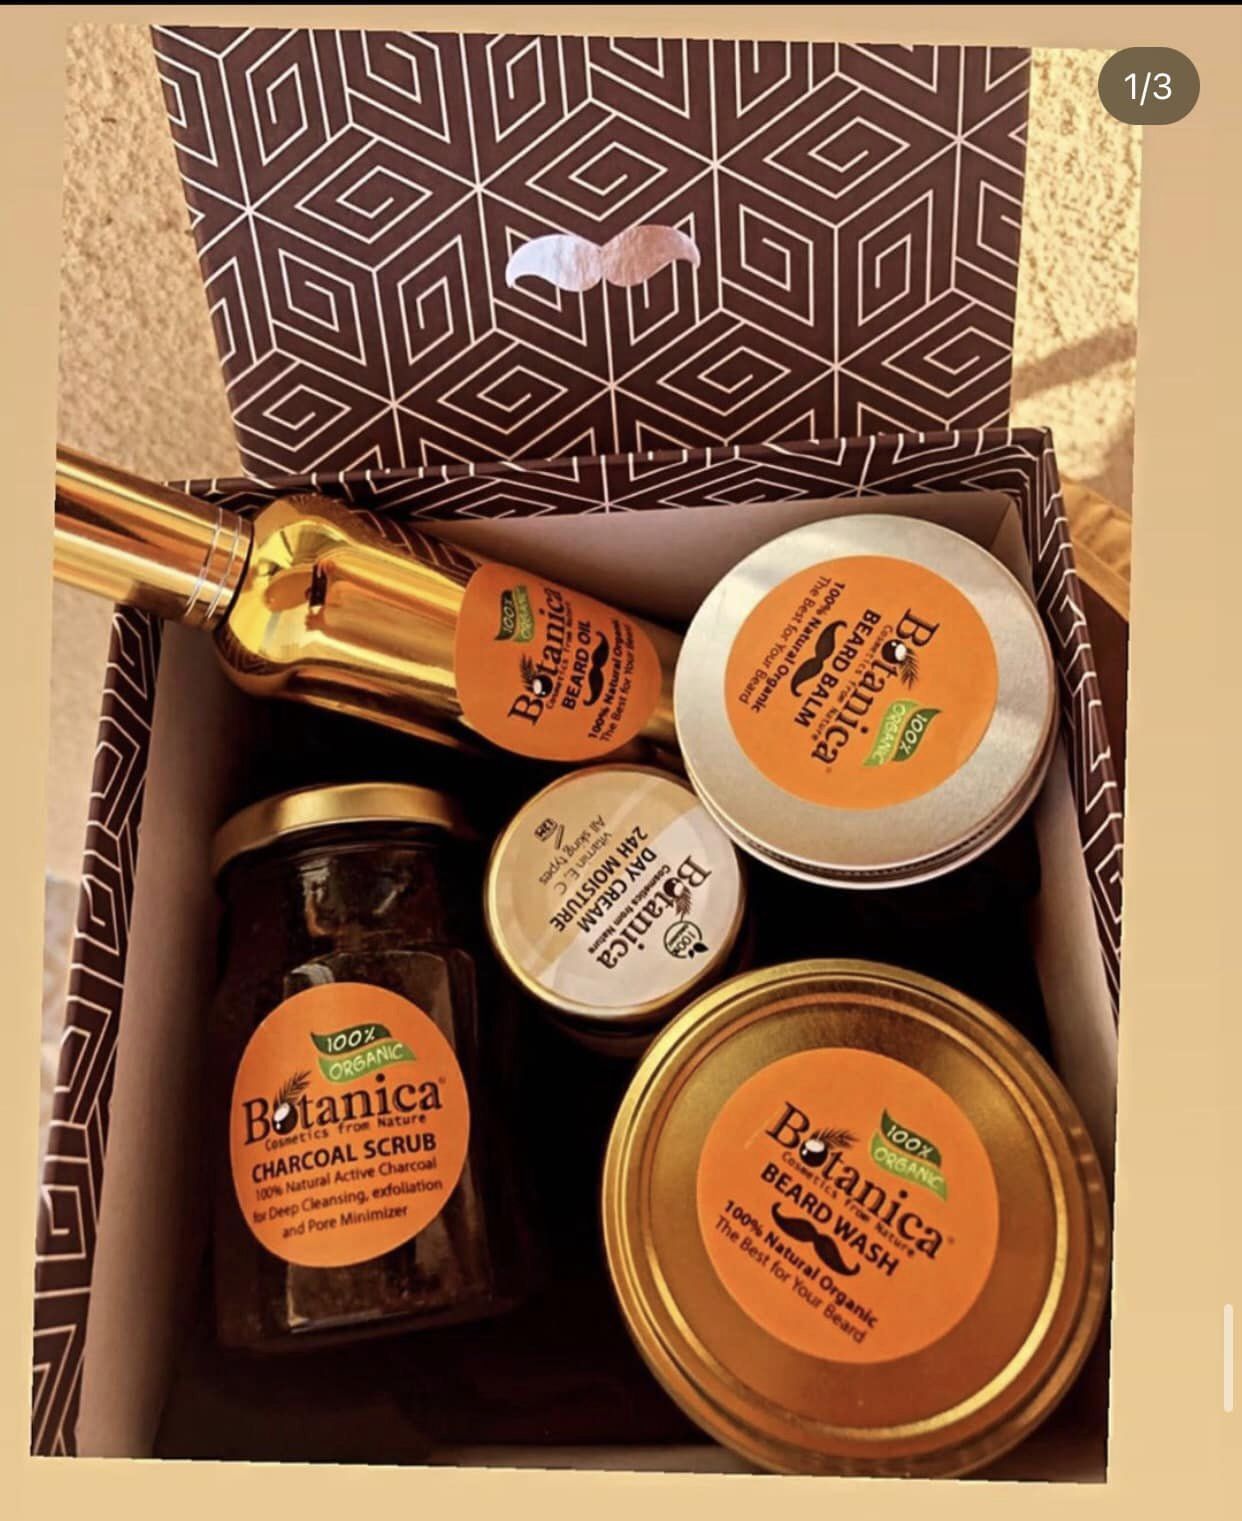 1/3
100%
ORGANIC
Botanica
Cosmetics from Nature
BEARD OIL
100% Natural Organic
The Best for Your Beard
100%
ORGANIC
Botanica
Cosmetics from Nature
BEARD BALM
100% Natural Organic
The Best for Your Beard
100%
Botanica
Cosmetics from Nature
DAY CREAM
24H MOISTURE
Vitamin E, C
All sking types
100%
ORGANIC
Botanica
Cosmetics from Nature
CHARCOAL SCRUB
100% Natural Active Charcoal
for Deep Cleansing, exfoliation
and Pore Minimizer
100%
ORGANIC
Botanica
Cosmetics from Nature
BEARD WASH
100% Natural Organic
The Best for Your Beard